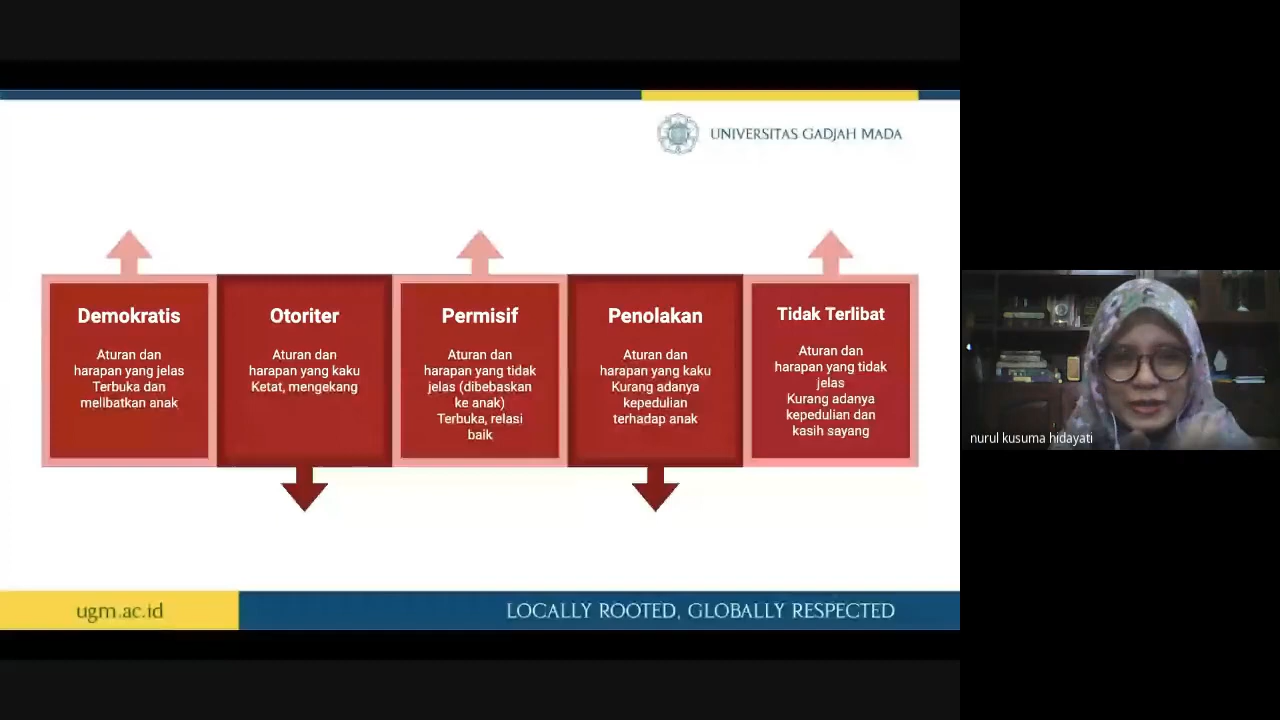 UNIVERSITAS GADJAH MADA
Demokratis
Aturan dan
harapan yang jelas
Terbuka dan
melibatkan anak
Otoriter
Aturan dan
harapan yang kaku
Ketat, mengekang
Permisif
Aturan dan
harapan yang tidak
jelas (dibebaskan
ke anak)
Terbuka, relasi
baik
Penolakan
Aturan dan
harapan yang kaku
Kurang adanya
kepedulian
terhadap anak
Tidak Terlibat
Aturan dan
harapan yang tidak
jelas
Kurang adanya
kepedulian dan
kasih sayang
nurul kusuma hidayati
ugm.ac.id
LOCALLY ROOTED, GLOBALLY RESPECTED